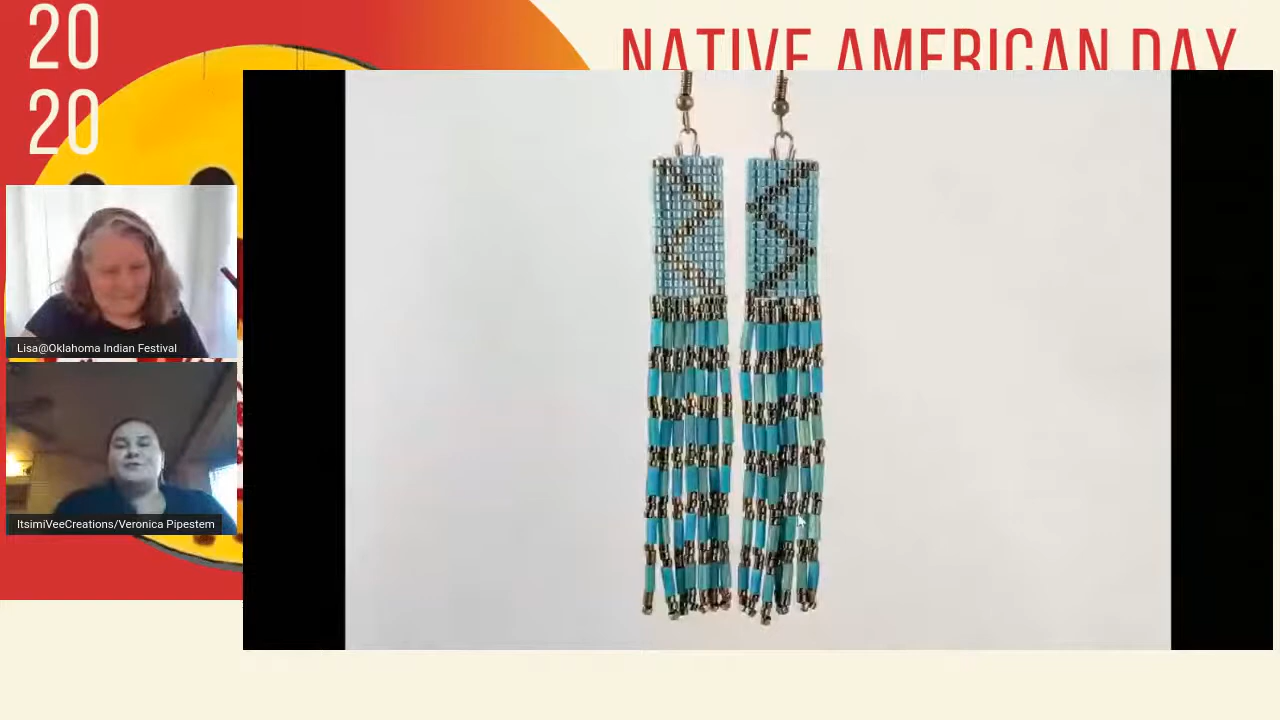 20
20
NATIVE AMERICAN DAY
Lisa@Oklahoma Indian Festival
ItsimiVeeCreations/Veronica Pipestem